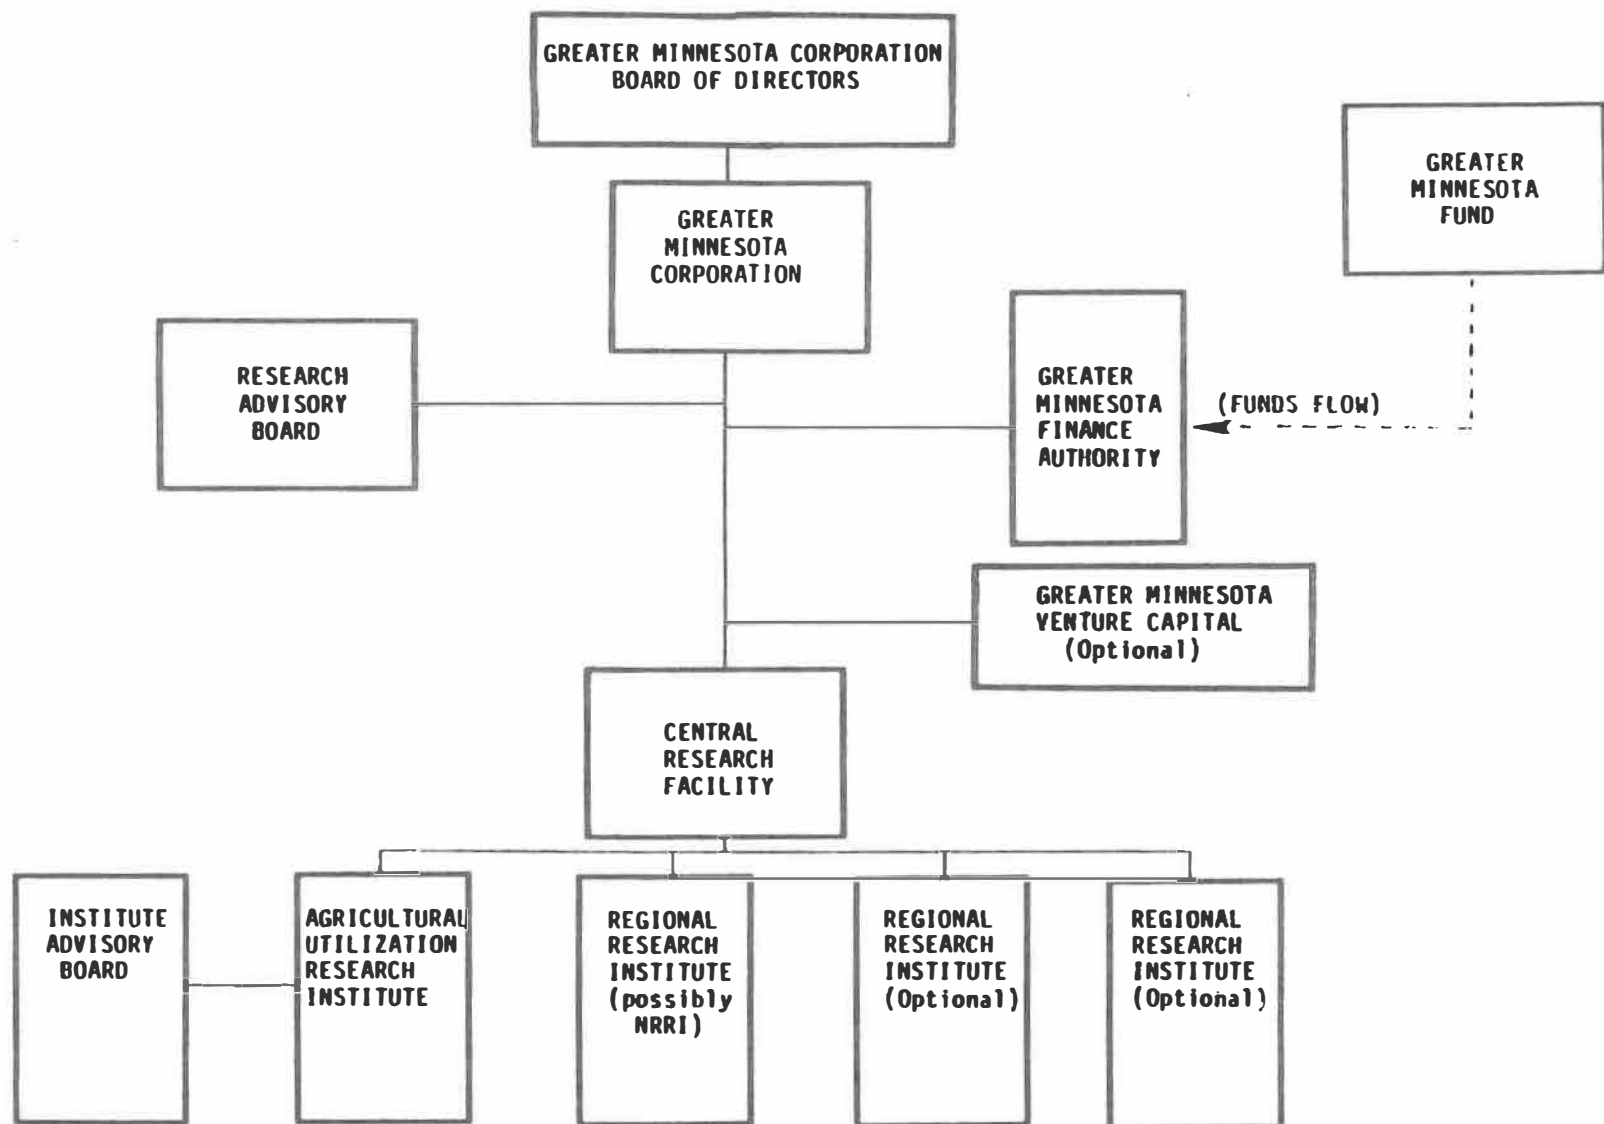 GREATER MINNESOTA CORPORATION
BOARD OF DIRECTORS
GREATER
MINNESOTA
FUND
GREATER
MINNESOTA
CORPORATION
RESEARCH
ADVISORY
BOARD
GREATER
MINNESOTA
FINANCE
AUTHORITY
(FUNDS FLOW)
GREATER MINNESOTA
VENTURE CAPITAL
(Optional)
CENTRAL
RESEARCH
FACILITY
INSTITUTE
ADVISORY
BOARD
AGRICULTURAL
UTILIZATION
RESEARCH
INSTITUTE
REGIONAL
RESEARCH
INSTITUTE
(possibly
NRRI)
REGIONAL
RESEARCH
INSTITUTE
(Optional)
REGIONAL
RESEARCH
INSTITUTE
(Optional)